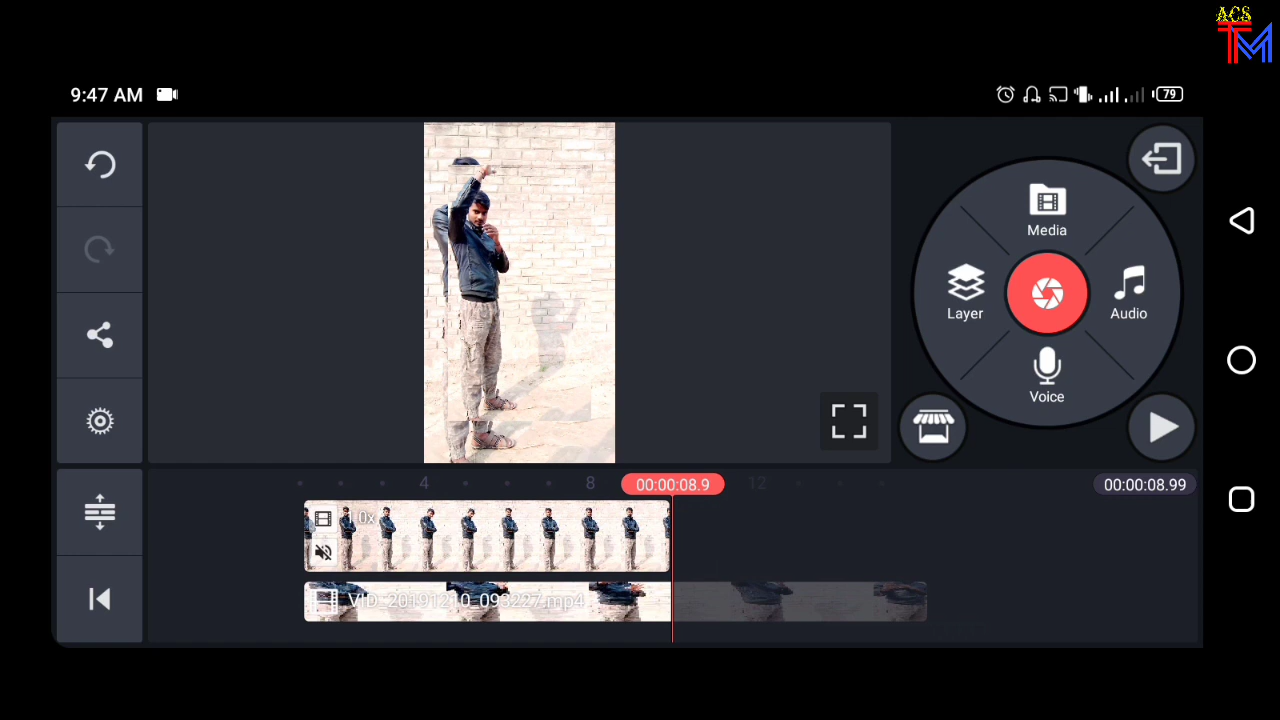 ACS
TM
9:47 AM
79
Media
Layer
Audio
Voice
4
8
00:00:08.9
12
00:00:08.99
1.0x
VID_20191210_093227.mp4